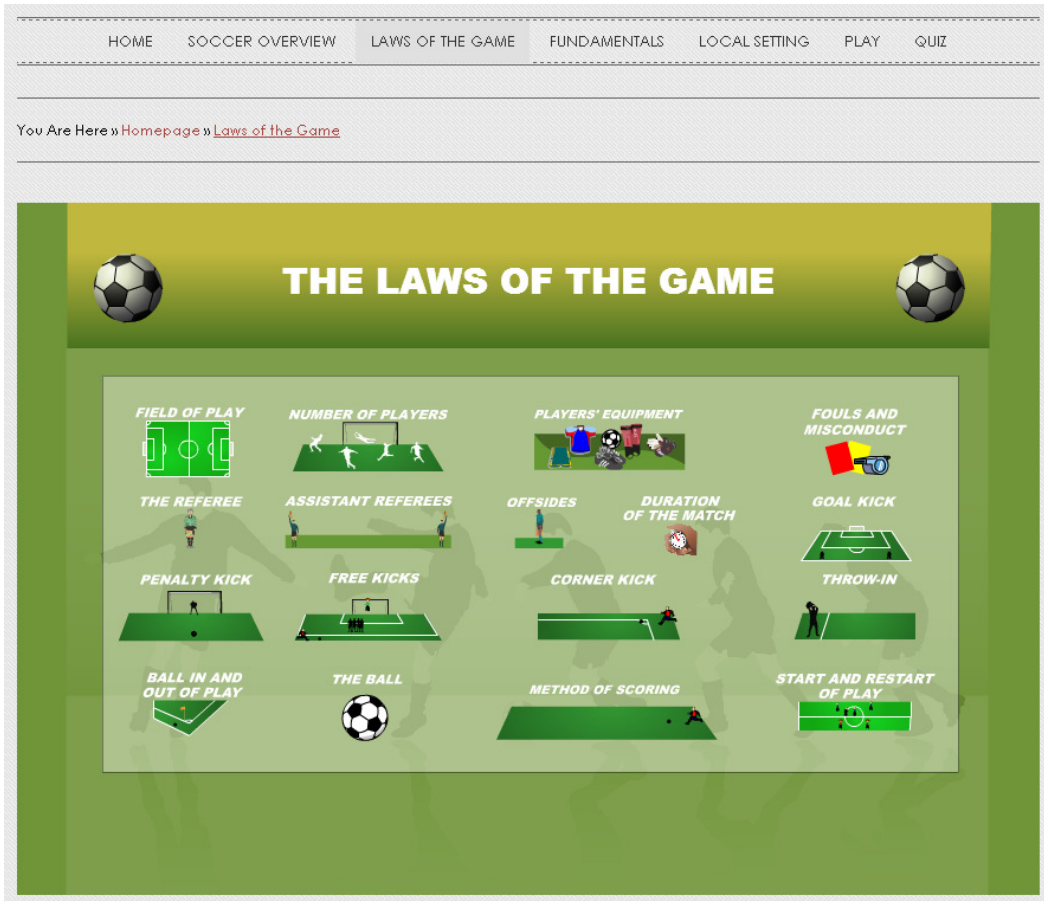 HOME SOCCER OVERVIEW LAWS OF THE GAME FUNDAMENTALS LOCAL SETTING PLAY QUIZ
You Are Here » Homepage » Laws of the Game
THE LAWS OF THE GAME
FIELD OF PLAY
NUMBER OF PLAYERS
PLAYERS' EQUIPMENT
FOULS AND
MISCONDUCT
THE REFEREE
ASSISTANT REFEREES
OFFSIDES
DURATION
OF THE MATCH
GOAL KICK
PENALTY KICK
FREE KICKS
CORNER KICK
THROW-IN
BALL IN AND
OUT OF PLAY
THE BALL
METHOD OF SCORING
START AND RESTART
OF PLAY